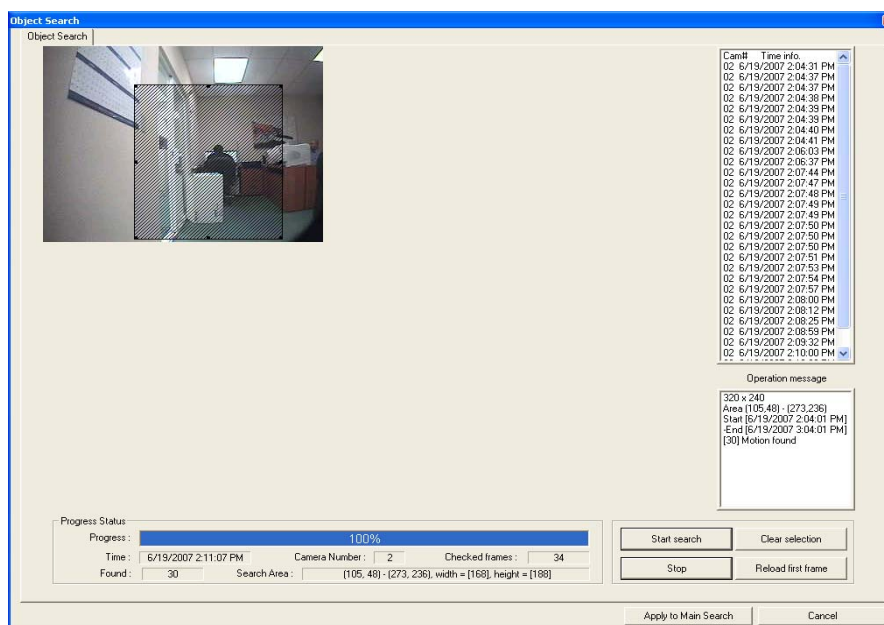 Object Search
Object Search
Cam# Time info.
02 6/19/2007 2:04:31 PM
02 6/19/2007 2:04:37 PM
02 6/19/2007 2:04:37 PM
02 6/19/2007 2:04:38 PM
02 6/19/2007 2:04:39 PM
02 6/19/2007 2:04:39 PM
02 6/19/2007 2:04:40 PM
02 6/19/2007 2:04:41 PM
02 6/19/2007 2:06:03 PM
02 6/19/2007 2:06:37 PM
02 6/19/2007 2:07:44 PM
02 6/19/2007 2:07:47 PM
02 6/19/2007 2:07:48 PM
02 6/19/2007 2:07:49 PM
02 6/19/2007 2:07:49 PM
02 6/19/2007 2:07:50 PM
02 6/19/2007 2:07:50 PM
02 6/19/2007 2:07:50 PM
02 6/19/2007 2:07:51 PM
02 6/19/2007 2:07:53 PM
02 6/19/2007 2:07:54 PM
02 6/19/2007 2:07:57 PM
02 6/19/2007 2:08:00 PM
02 6/19/2007 2:08:12 PM
02 6/19/2007 2:08:25 PM
02 6/19/2007 2:08:59 PM
02 6/19/2007 2:09:32 PM
02 6/19/2007 2:10:00 PM
Operation message
320 x 240
Area (105,48) - (273,236)
Start [6/19/2007 2:04:01 PM]
-End [6/19/2007 3:04:01 PM]
[30] Motion found
Progress Status
Progress : 100%
Time : 6/19/2007 2:11:07 PM Camera Number : 2 Checked frames : 34
Found : 30 Search Area : (105, 48) - (273, 236), width = [168], height = [188]
Start search Clear selection
Stop Reload first frame
Apply to Main Search Cancel